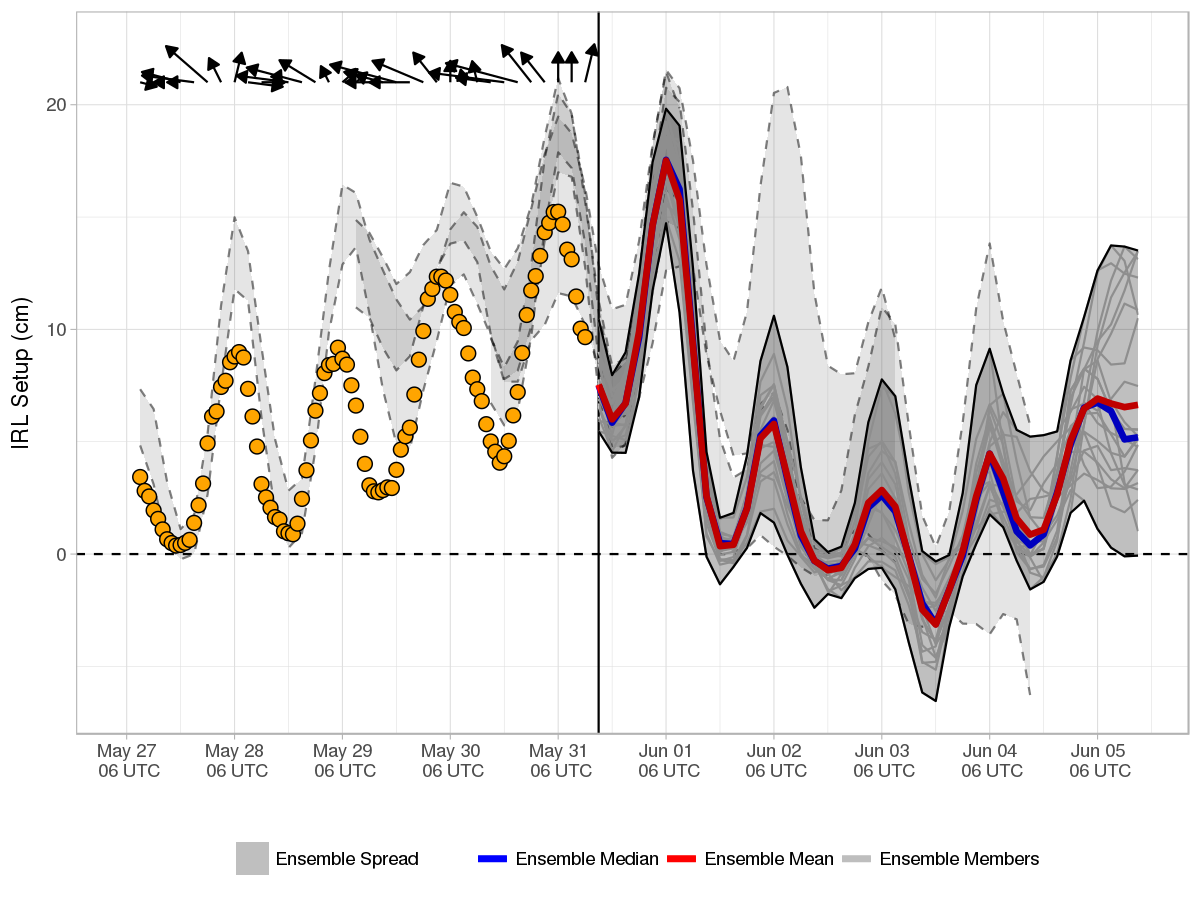 IRL Setup (cm)
20
10
0
May 27 May 28 May 29 May 30 May 31 Jun 01 Jun 02 Jun 03 Jun 04 Jun 05
06 UTC 06 UTC 06 UTC 06 UTC 06 UTC 06 UTC 06 UTC 06 UTC 06 UTC 06 UTC
Ensemble Spread Ensemble Median Ensemble Mean Ensemble Members